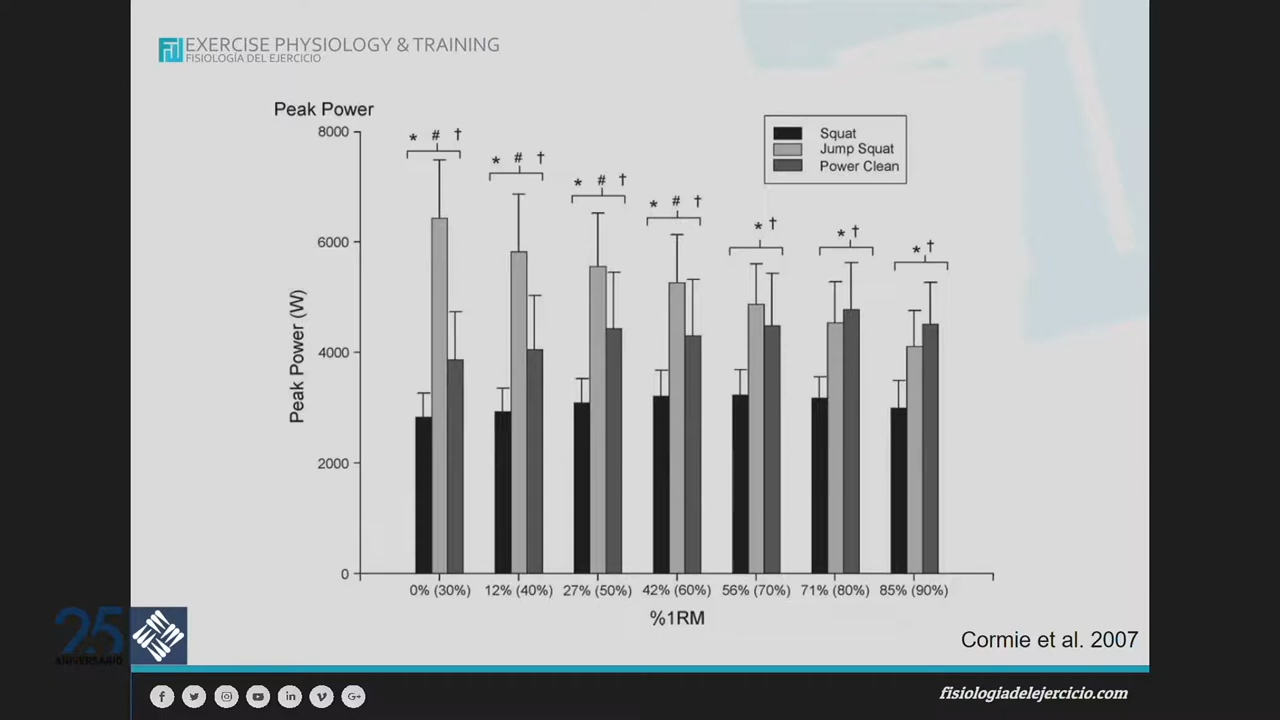 EXERCISE PHYSIOLOGY & TRAINING
FISIOLOGÍA DEL EJERCICIO
Peak Power
Squat
Jump Squat
Power Clean
8000
6000
4000
2000
0
Peak Power (W)
* # †
* # †
* # †
* # †
* †
* †
* †
0% (30%) 12% (40%) 27% (50%) 42% (60%) 56% (70%) 71% (80%) 85% (90%)
%1RM
Cormie et al. 2007
25
ANIVERSARIO
fisiologiadelejercicio.com